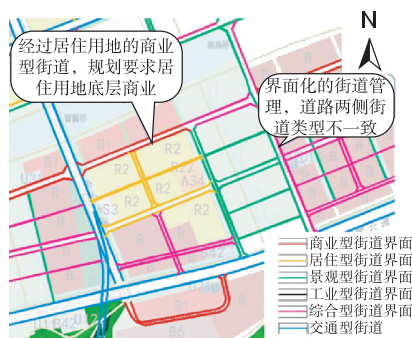 N
经过居住用地的商业
型街道，规划要求居
住用地底层商业
界面化的街道管
理，道路两侧街
道类型不一致
R2
R2
R22
A34
R2
R2
S3
B1
B6
商业型街道界面
居住型街道界面
景观型街道界面
工业型街道界面
综合型街道界面
交通型街道